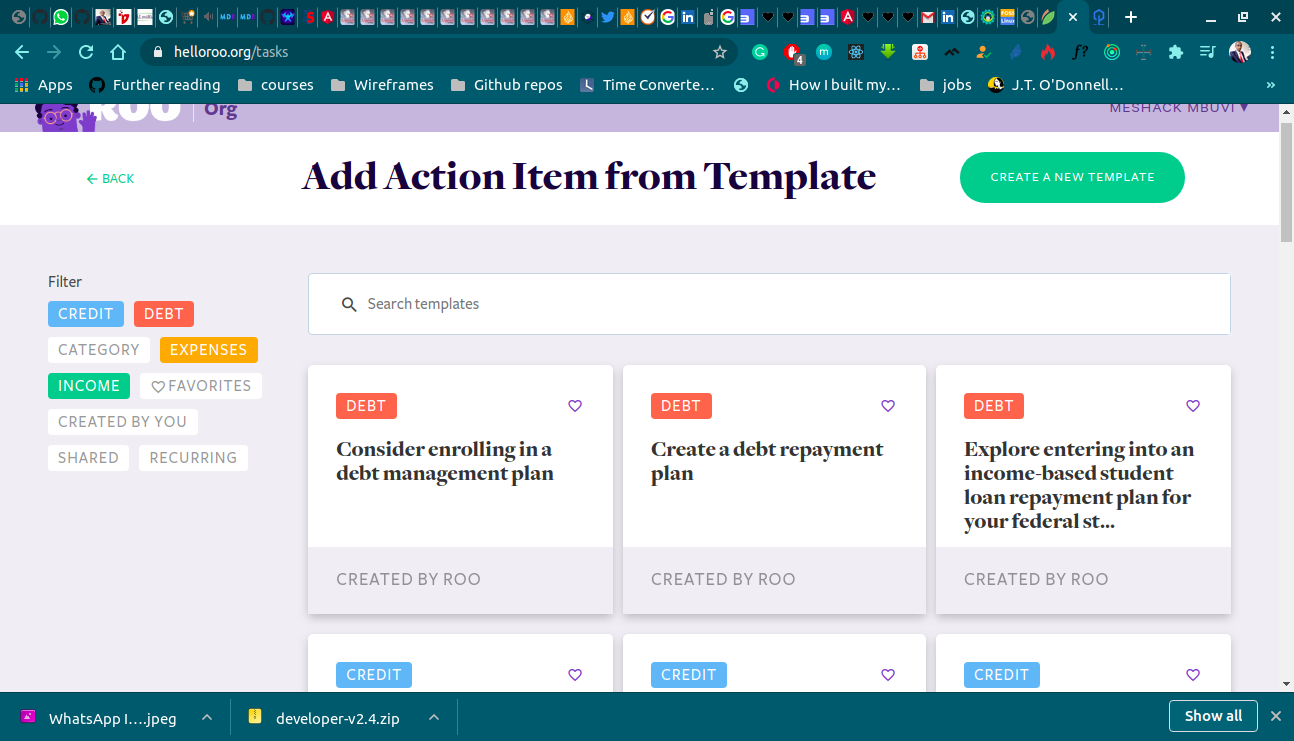 helloroo.org/tasks
4
Apps Further reading courses Wireframes Github repos Time Converte... How I built my... jobs J.T. O'Donnell... »
ROO Org MESHACK MBUVI ▼
← BACK
Add Action Item from Template
CREATE A NEW TEMPLATE
Filter
CREDIT DEBT
CATEGORY EXPENSES
INCOME FAVORITES
CREATED BY YOU
SHARED RECURRING
Search templates
DEBT
Consider enrolling in a
debt management plan
CREATED BY ROO
DEBT
Create a debt repayment
plan
CREATED BY ROO
DEBT
Explore entering into an
income-based student
loan repayment plan for
your federal st...
CREATED BY ROO
CREDIT
CREDIT
CREDIT
WhatsApp I....jpeg developer-v2.4.zip Show all